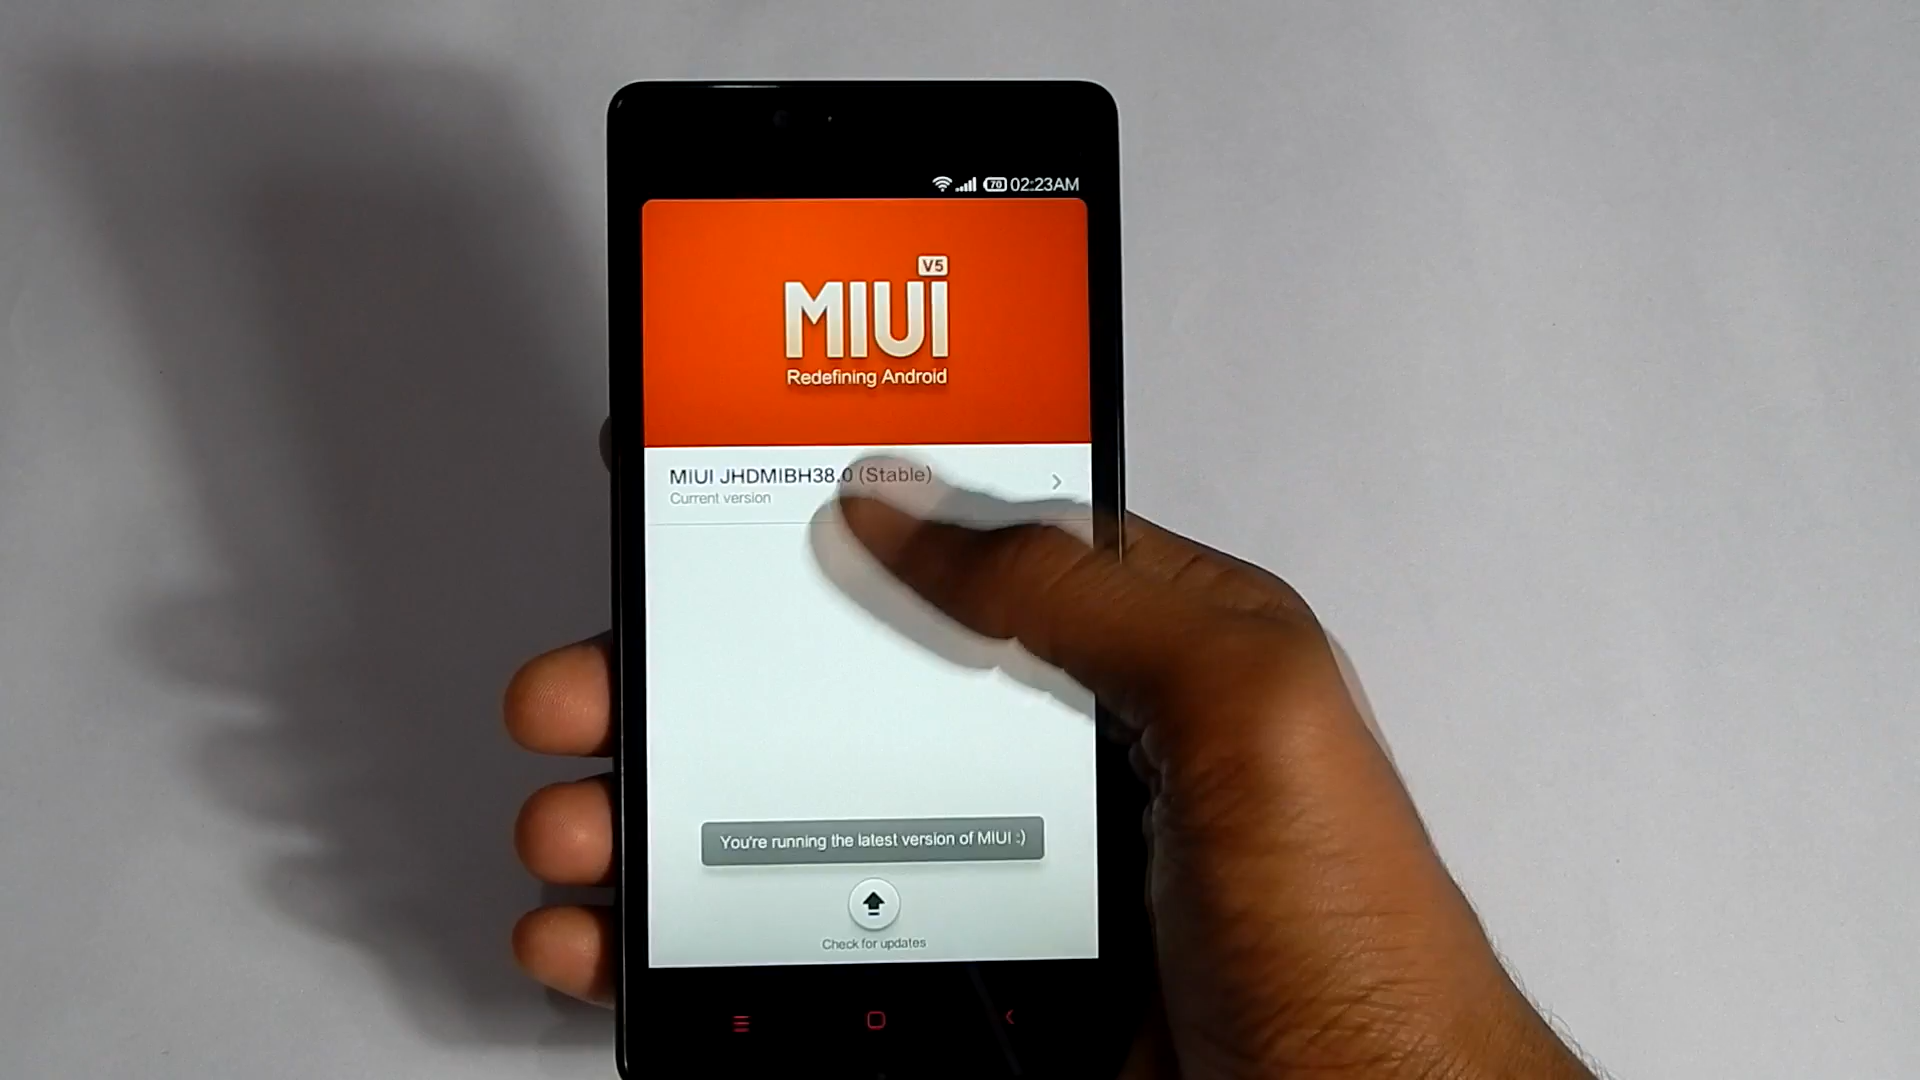 70 02:23AM
V5
MIUI
Redefining Android
MIUI JHDMIBH38.0 (Stable)
Current version
You're running the latest version of MIUI :)
Check for updates